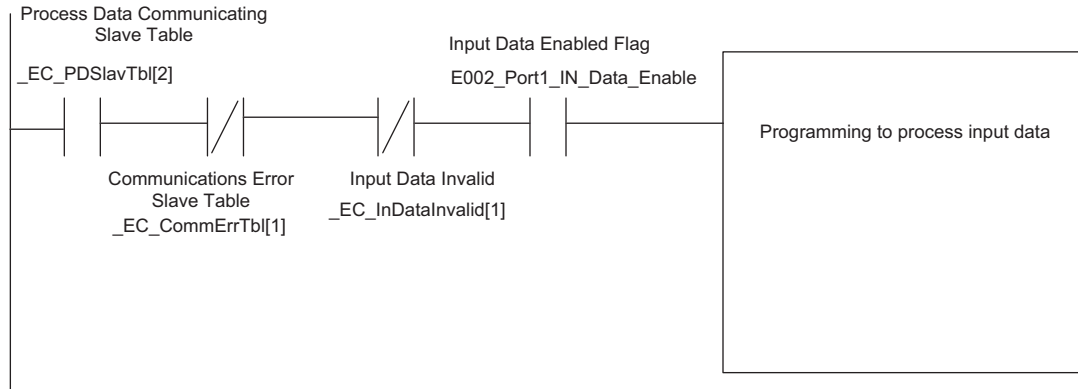 Process Data Communicating
Slave Table
_EC_PDSlavTbl[2]
Input Data Enabled Flag
E002_Port1_IN_Data_Enable
Programming to process input data
Communications Error
Slave Table
_EC_CommErrTbl[1]
Input Data Invalid
_EC_InDataInvalid[1]